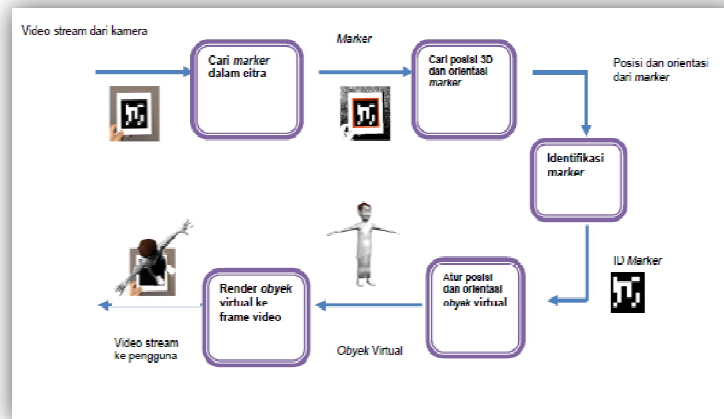 Video stream dari kamera
Cari marker
dalam citra
Marker
Cari posisi 3D
dan orientasi
marker
Posisi dan orientasi
dari marker
Identifikasi
marker
ID Marker
Atur posisi
dan orientasi
obyek virtual
Obyek Virtual
Render obyek
virtual ke
frame video
Video stream
ke pengguna